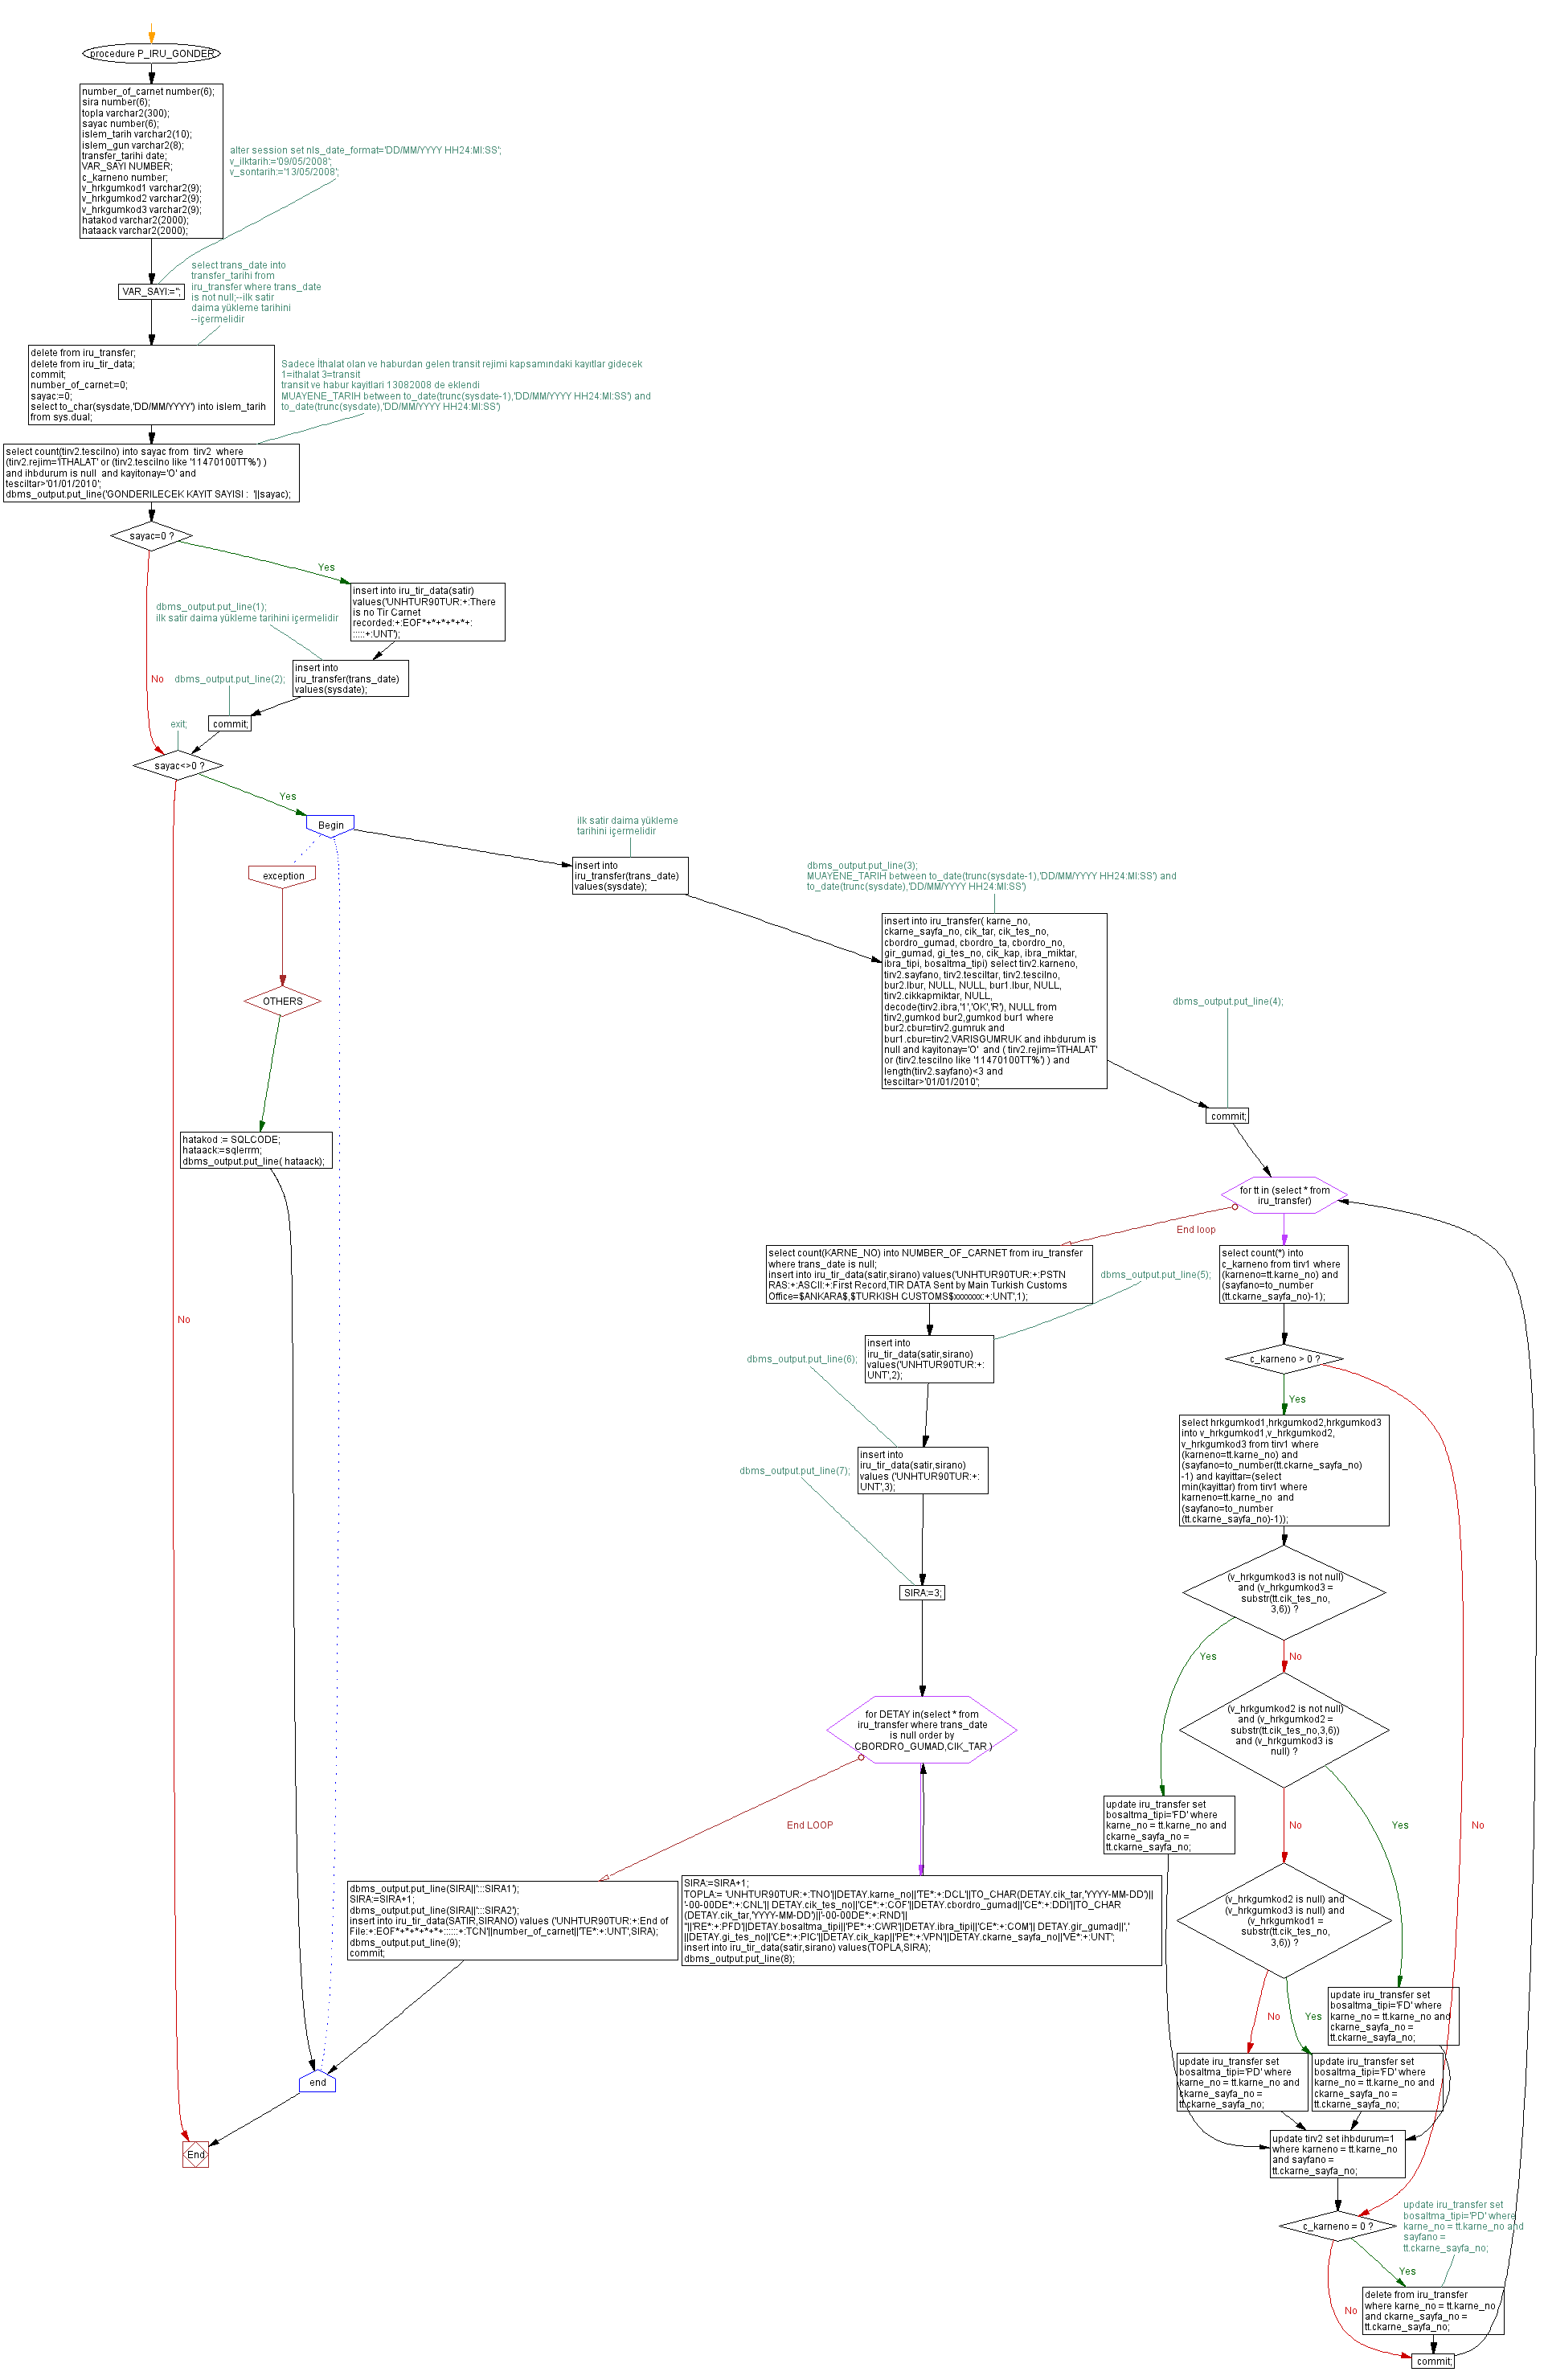 procedure P_IRU_GONDER
number_of_carnet number(6);
sira number(6);
topla varchar2(300);
sayac number(6);
islem_tarih varchar2(10);
islem_gun varchar2(8);
transfer_tarihi date;
VAR_SAYI NUMBER;
c_karneno number;
v_hrkgumkod1 varchar2(9);
v_hrkgumkod2 varchar2(9);
v_hrkgumkod3 varchar2(9);
hatakod varchar2(2000);
hataack varchar2(2000);
alter session set nls_date_format='DD/MM/YYYY HH24:MI:SS';
v_ilktarih:='09/05/2008';
v_sontarih:='13/05/2008';
VAR_SAYI:='';
select trans_date into
transfer_tarihi from
iru_transfer where trans_date
is not null;--ilk satir
daima yükleme tarihini
--içermelidir
delete from iru_transfer;
delete from iru_tir_data;
commit;
number_of_carnet:=0;
sayac:=0;
select to_char(sysdate,'DD/MM/YYYY') into islem_tarih
from sys.dual;
Sadece İthalat olan ve haburdan gelen transit rejimi kapsamındaki kayıtlar gidecek
1=ithalat 3=transit
transit ve habur kayitlari 13082008 de eklendi
MUAYENE_TARIH between to_date(trunc(sysdate-1),'DD/MM/YYYY HH24:MI:SS') and
to_date(trunc(sysdate),'DD/MM/YYYY HH24:MI:SS')
select count(tirv2.tescilno) into sayac from  tirv2  where
(tirv2.rejim='İTHALAT' or (tirv2.tescilno like '11470100TT%') )
and ihbdurum is null  and kayitonay='O' and
tesciltar>'01/01/2010';
dbms_output.put_line('GONDERILECEK KAYIT SAYISI :  '||sayac);
sayac=0 ?
Yes
insert into iru_tir_data(satir)
values('UNHTUR90TUR:+:There
is no Tir Carnet
recorded:+:EOF*+*+*+*+*+:
:::::+:UNT');
dbms_output.put_line(1);
ilk satir daima yükleme tarihini içermelidir
insert into
iru_transfer(trans_date)
values(sysdate);
No
dbms_output.put_line(2);
commit;
exit;
sayac<>0 ?
Yes
Begin
exception
ilk satir daima yükleme
tarihini içermelidir
insert into
iru_transfer(trans_date)
values(sysdate);
dbms_output.put_line(3);
MUAYENE_TARIH between to_date(trunc(sysdate-1),'DD/MM/YYYY HH24:MI:SS') and
to_date(trunc(sysdate),'DD/MM/YYYY HH24:MI:SS')
insert into iru_transfer( karne_no,
ckarne_sayfa_no, cik_tar, cik_tes_no,
cbordro_gumad, cbordro_ta, cbordro_no,
gir_gumad, gi_tes_no, cik_kap, ibra_miktar,
ibra_tipi, bosaltma_tipi) select tirv2.karneno,
tirv2.sayfano, tirv2.tesciltar, tirv2.tescilno,
bur2.lbur, NULL, NULL, bur1.lbur, NULL,
tirv2.cikkapmiktar, NULL,
decode(tirv2.ibra,'1','OK','R'), NULL from
tirv2,gumkod bur2,gumkod bur1 where
bur2.cbur=tirv2.gumruk and
bur1.cbur=tirv2.VARISGUMRUK and ihbdurum is
null and kayitonay='O'  and ( tirv2.rejim='İTHALAT'
or (tirv2.tescilno like '11470100TT%') ) and
length(tirv2.sayfano)<3 and
tesciltar>'01/01/2010';
dbms_output.put_line(4);
commit;
OTHERS
hatakod := SQLCODE;
hataack:=sqlerrm;
dbms_output.put_line( hataack);
No
for tt in (select * from
iru_transfer)
End loop
select count(KARNE_NO) into NUMBER_OF_CARNET from iru_transfer
where trans_date is null;
insert into iru_tir_data(satir,sirano) values('UNHTUR90TUR:+:PSTN
RAS:+:ASCII:+:First Record,TIR DATA Sent by Main Turkish Customs
Office=$ANKARA$,$TURKISH CUSTOMS$xxxxxxx:+:UNT',1);
select count(*) into
c_karneno from tirv1 where
(karneno=tt.karne_no) and
(sayfano=to_number
(tt.ckarne_sayfa_no)-1);
dbms_output.put_line(5);
insert into
iru_tir_data(satir,sirano)
values('UNHTUR90TUR:+:
UNT',2);
dbms_output.put_line(6);
insert into
iru_tir_data(satir,sirano)
values ('UNHTUR90TUR:+:
UNT',3);
dbms_output.put_line(7);
SIRA:=3;
c_karneno > 0 ?
Yes
No
select hrkgumkod1,hrkgumkod2,hrkgumkod3
into v_hrkgumkod1,v_hrkgumkod2,
v_hrkgumkod3 from tirv1 where
(karneno=tt.karne_no) and
(sayfano=to_number(tt.ckarne_sayfa_no)
-1) and kayittar=(select
min(kayittar) from tirv1 where
karneno=tt.karne_no  and
(sayfano=to_number
(tt.ckarne_sayfa_no)-1));
(v_hrkgumkod3 is not null)
and (v_hrkgumkod3 =
substr(tt.cik_tes_no,
3,6)) ?
Yes
No
(v_hrkgumkod2 is not null)
and (v_hrkgumkod2 =
substr(tt.cik_tes_no,3,6))
and (v_hrkgumkod3 is
null) ?
for DETAY in(select * from
iru_transfer where trans_date
is null order by
CBORDRO_GUMAD,CIK_TAR )
End LOOP
update iru_transfer set
bosaltma_tipi='FD' where
karne_no = tt.karne_no and
ckarne_sayfa_no =
tt.ckarne_sayfa_no;
No
Yes
dbms_output.put_line(SIRA||':::SIRA1');
SIRA:=SIRA+1;
dbms_output.put_line(SIRA||':::SIRA2');
insert into iru_tir_data(SATIR,SIRANO) values ('UNHTUR90TUR:+:End of
File:+:EOF*+*+*+*+*+::::::+:TCN'||number_of_carnet||'TE*:+:UNT',SIRA);
dbms_output.put_line(9);
commit;
SIRA:=SIRA+1;
TOPLA:= 'UNHTUR90TUR:+:TNO'||DETAY.karne_no||'TE*:+:DCL'||TO_CHAR(DETAY.cik_tar,'YYYY-MM-DD')||
'-00-00DE*:+:CNL'|| DETAY.cik_tes_no||'CE*:+:COF'||DETAY.cbordro_gumad||'CE*:+:DDI'||TO_CHAR
(DETAY.cik_tar,'YYYY-MM-DD')||'-00-00DE*:+:RND'||
''||'RE*:+:PFD'||DETAY.bosaltma_tipi||'PE*:+:CWR'||DETAY.ibra_tipi||'CE*:+:COM'|| DETAY.gir_gumad||','
||DETAY.gi_tes_no||'CE*:+:PIC'||DETAY.cik_kap||'PE*:+:VPN'||DETAY.ckarne_sayfa_no||'VE*:+:UNT';
insert into iru_tir_data(satir,sirano) values(TOPLA,SIRA);
dbms_output.put_line(8);
(v_hrkgumkod2 is null) and
(v_hrkgumkod3 is null) and
(v_hrkgumkod1 =
substr(tt.cik_tes_no,
3,6)) ?
No
Yes
update iru_transfer set
bosaltma_tipi='FD' where
karne_no = tt.karne_no and
ckarne_sayfa_no =
tt.ckarne_sayfa_no;
update iru_transfer set
bosaltma_tipi='PD' where
karne_no = tt.karne_no and
ckarne_sayfa_no =
tt.ckarne_sayfa_no;
update iru_transfer set
bosaltma_tipi='FD' where
karne_no = tt.karne_no and
ckarne_sayfa_no =
tt.ckarne_sayfa_no;
end
End
update tirv2 set ihbdurum=1
where karneno = tt.karne_no
and sayfano =
tt.ckarne_sayfa_no;
c_karneno = 0 ?
update iru_transfer set
bosaltma_tipi='PD' where
karne_no = tt.karne_no and
sayfano =
tt.ckarne_sayfa_no;
Yes
No
delete from iru_transfer
where karne_no = tt.karne_no
and ckarne_sayfa_no =
tt.ckarne_sayfa_no;
commit;